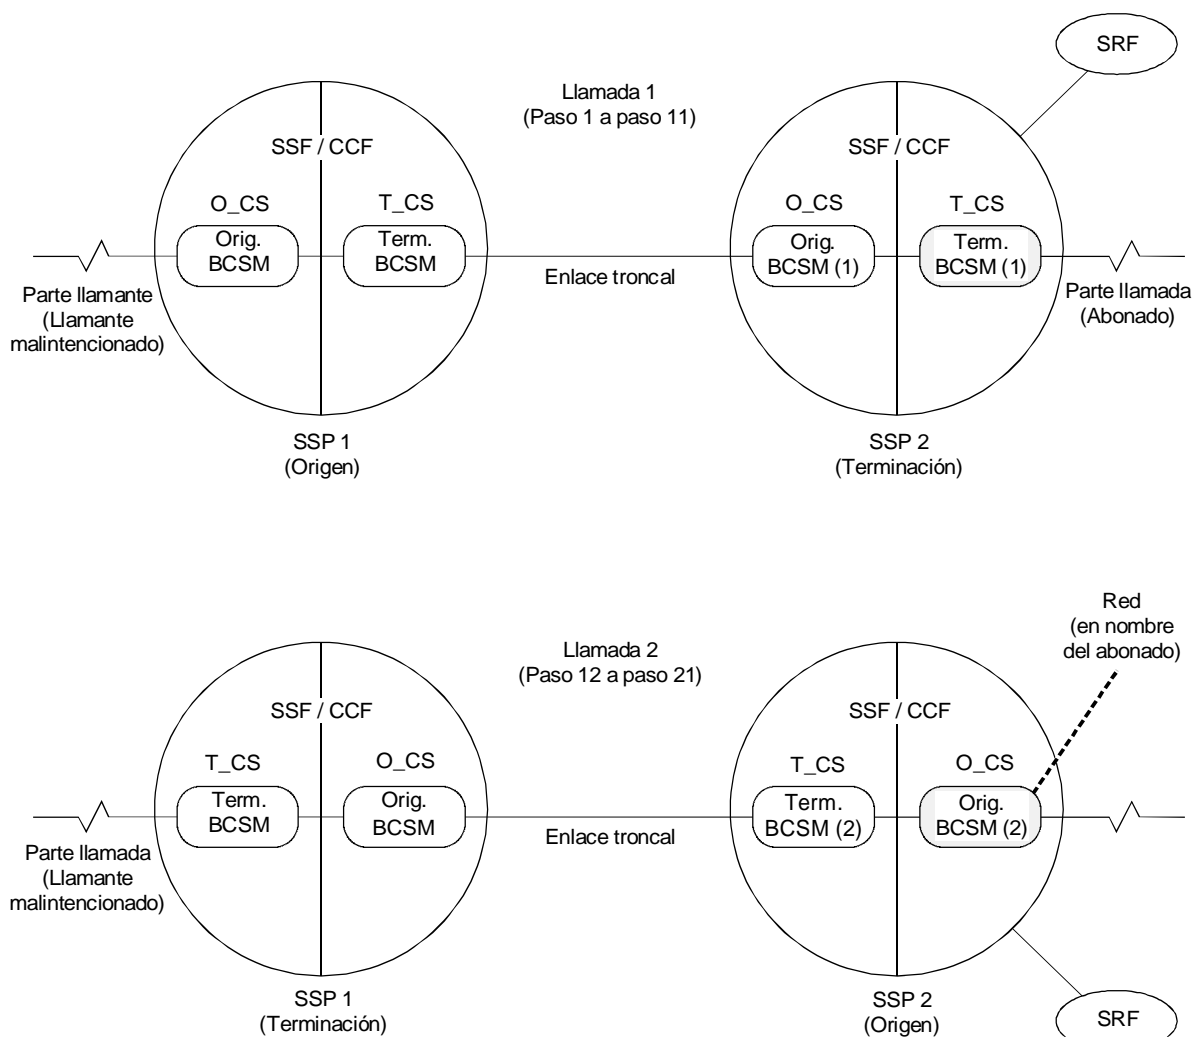 SRF
Llamada 1
(Paso 1 a paso 11)
SSF / CCF
SSF / CCF
O_CS
T_CS
O_CS
T_CS
Orig.
BCSM
Term.
BCSM
Orig.
BCSM (1)
Term.
BCSM (1)
Enlace troncal
Parte llamante
(Llamante
malintencionado)
Parte llamada
(Abonado)
SSP 1
(Origen)
SSP 2
(Terminación)
Red
(en nombre
del abonado)
Llamada 2
(Paso 12 a paso 21)
SSF / CCF
SSF / CCF
T_CS
O_CS
T_CS
O_CS
Term.
BCSM
Orig.
BCSM
Term.
BCSM (2)
Orig.
BCSM (2)
Enlace troncal
Parte llamada
(Llamante
malintencionado)
SSP 1
(Terminación)
SSP 2
(Origen)
SRF